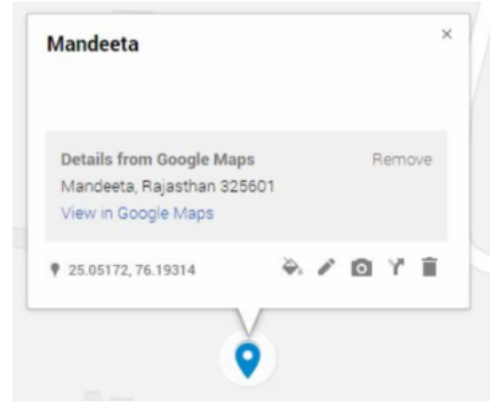 Mandeeta
Details from Google Maps Remove
Mandeeta, Rajasthan 325601
View in Google Maps
25.05172, 76.19314